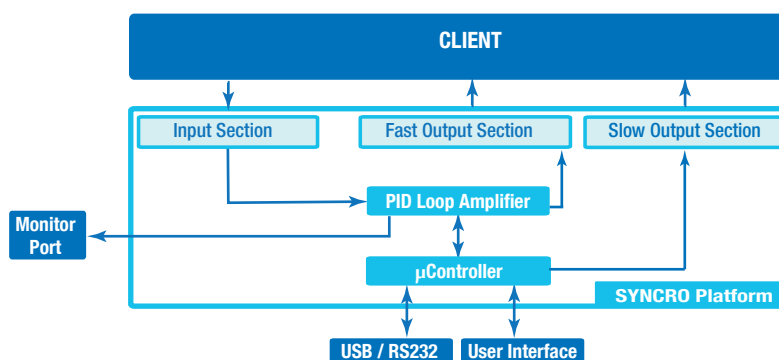 CLIENT
Input Section
Fast Output Section
Slow Output Section
PID Loop Amplifier
Monitor
Port
µController
SYNCRO Platform
USB / RS232
User Interface